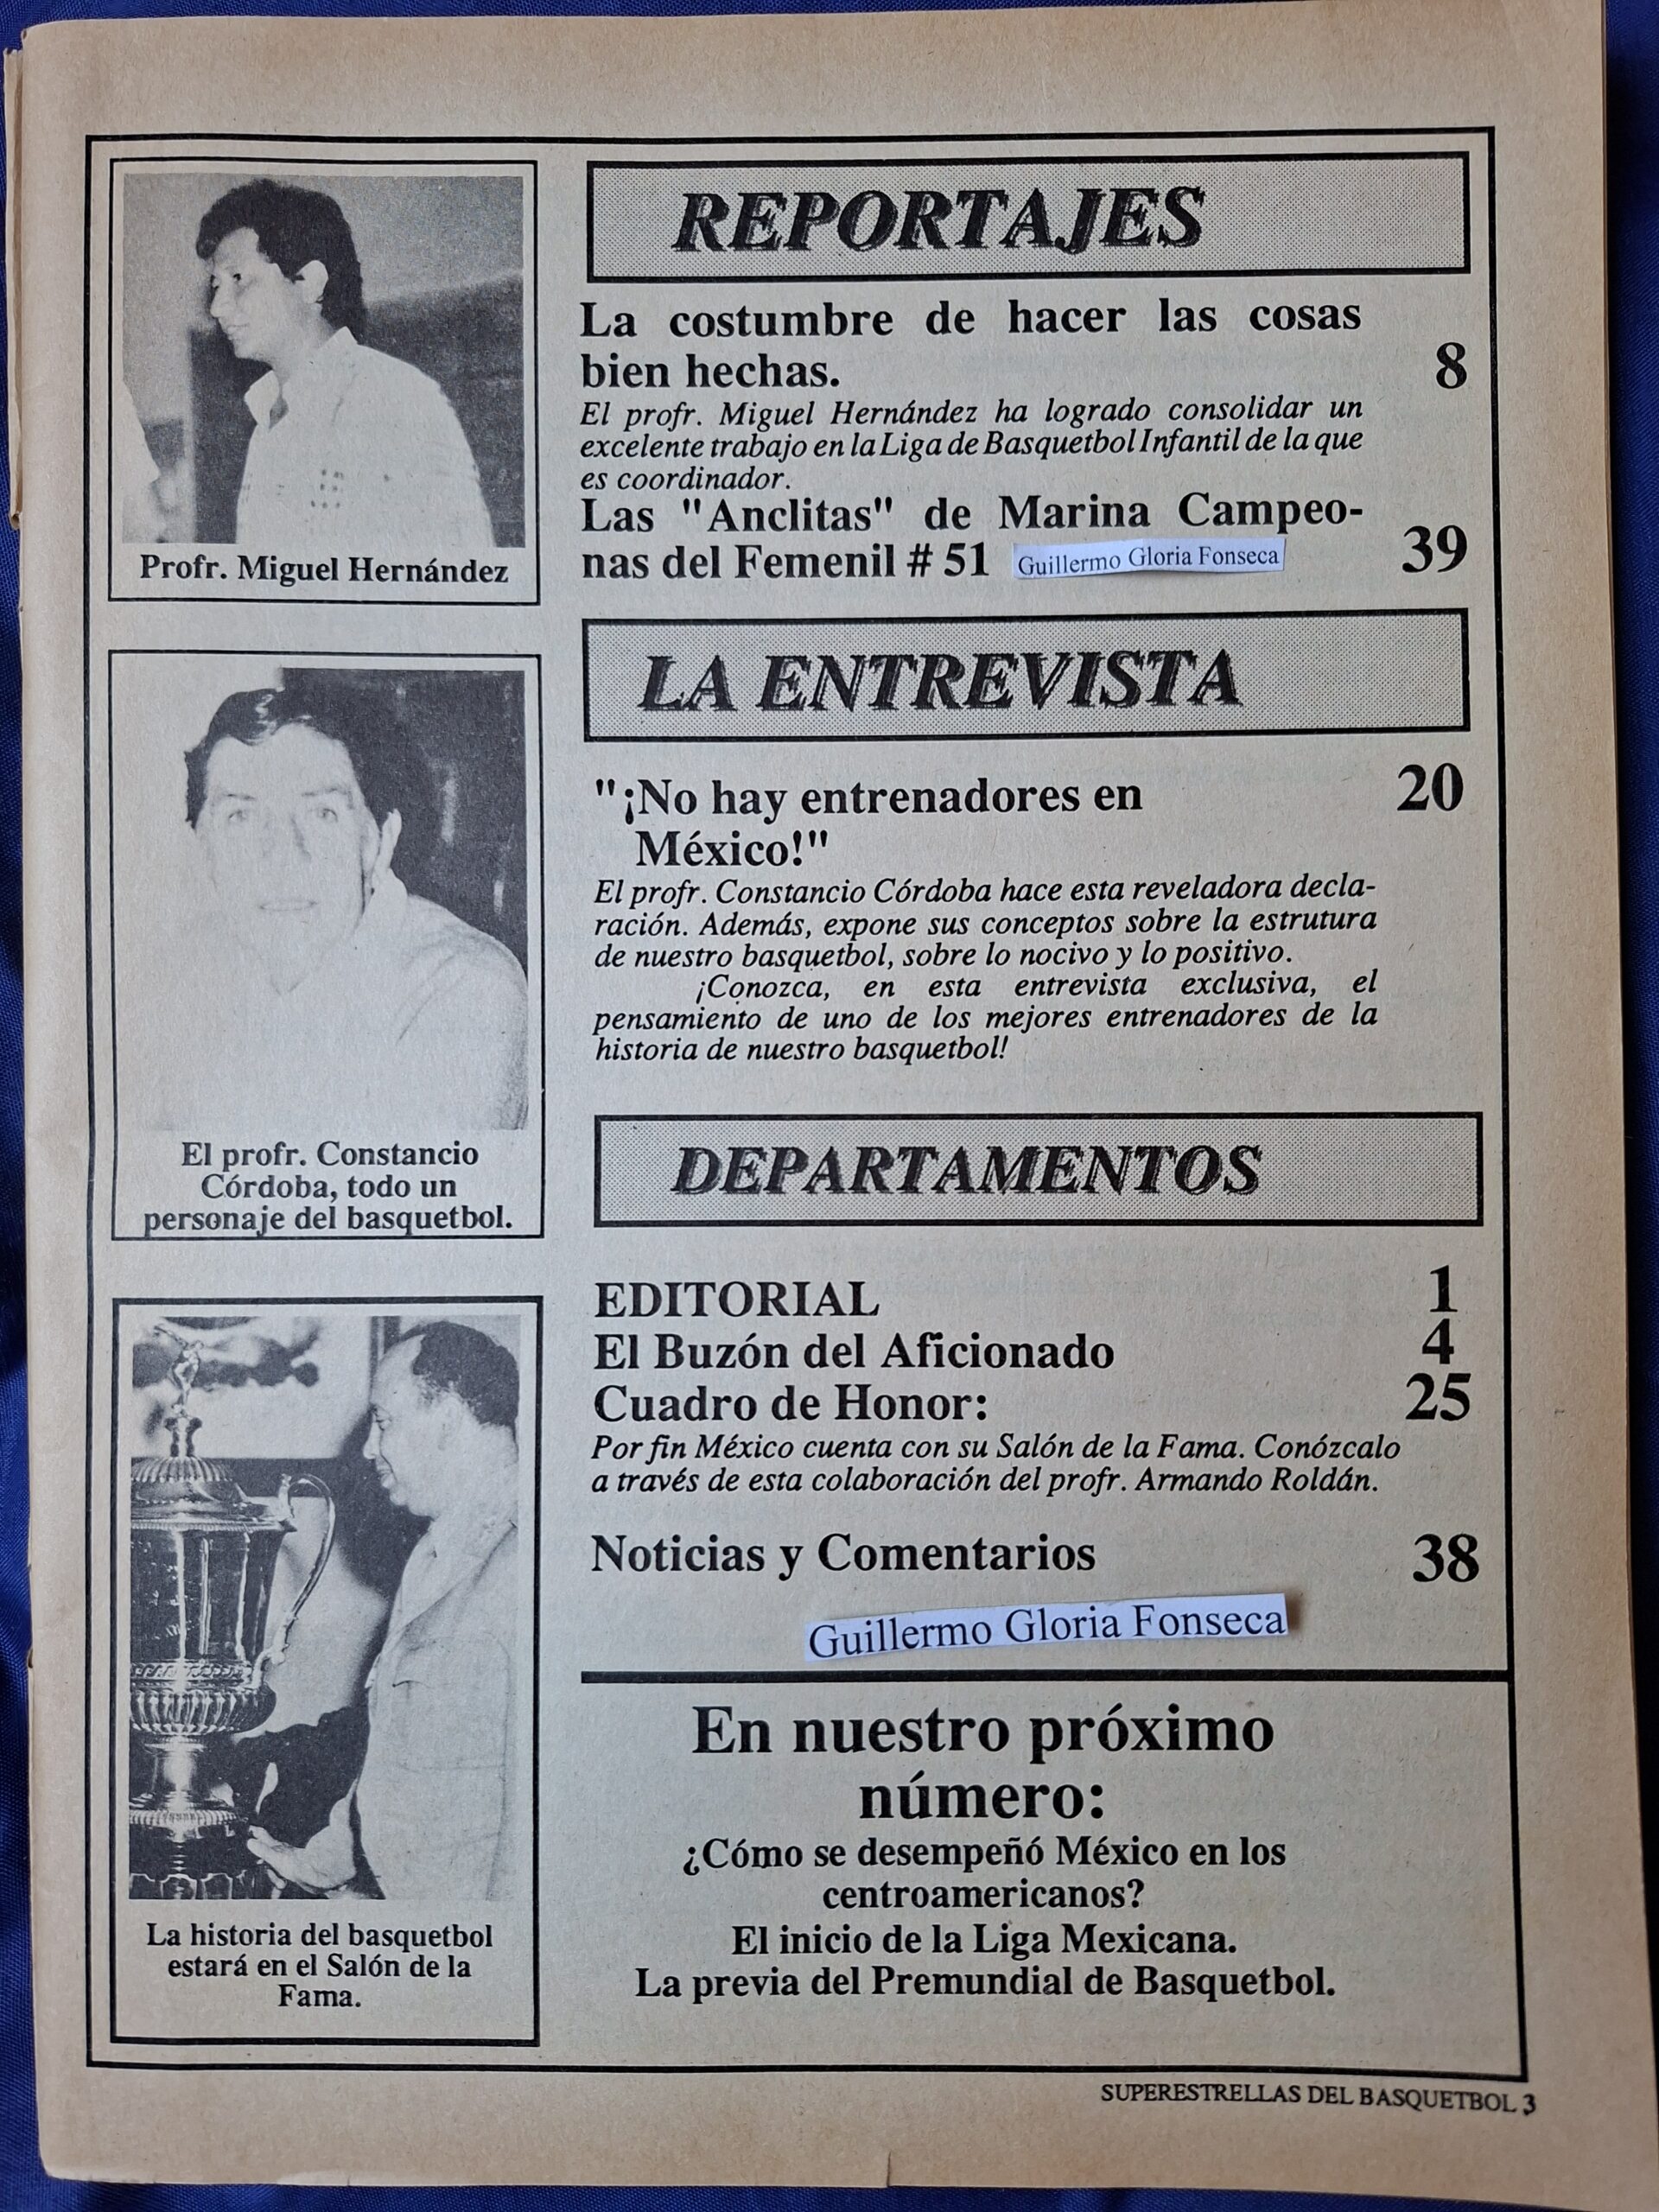 Profr. Miguel Hernández
El profr. Constancio
Córdoba, todo un
personaje del basquetbol.
La historia del basquetbol
estará en el Salón de la
Fama.
REPORTAJES
La costumbre de hacer las cosas
bien hechas. 8
El profr. Miguel Hernández ha logrado consolidar un
excelente trabajo en la Liga de Basquetbol Infantil de la que
es coordinador.
Las "Anclitas" de Marina Campeo-
nas del Femenil # 51 Guillermo Gloria Fonseca 39
LA ENTREVISTA
"¡No hay entrenadores en 20
México!"
El profr. Constancio Córdoba hace esta reveladora decla-
ración. Además, expone sus conceptos sobre la estrutura
de nuestro basquetbol, sobre lo nocivo y lo positivo.
¡Conozca, en esta entrevista exclusiva, el
pensamiento de uno de los mejores entrenadores de la
historia de nuestro basquetbol!
DEPARTAMENTOS
EDITORIAL 1
El Buzón del Aficionado 4
Cuadro de Honor: 25
Por fin México cuenta con su Salón de la Fama. Conózcalo
a través de esta colaboración del profr. Armando Roldán.
Noticias y Comentarios 38
Guillermo Gloria Fonseca
En nuestro próximo
número:
¿Cómo se desempeñó México en los
centroamericanos?
El inicio de la Liga Mexicana.
La previa del Premundial de Basquetbol.
SUPERESTRELLAS DEL BASQUETBOL 3